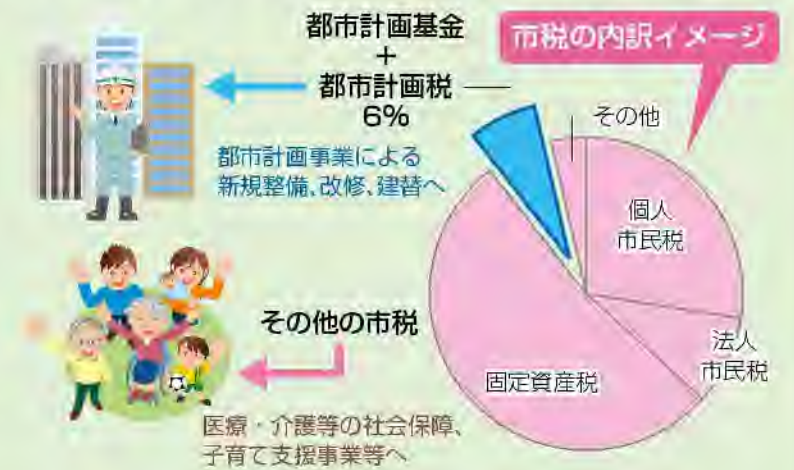 都市計画基金
+
都市計画税
6%
都市計画事業による
新規整備、改修、建替へ
市税の内訳イメージ
その他
個人
市民税
法人
市民税
固定資産税
その他の市税
医療・介護等の社会保障、
子育て支援事業等へ